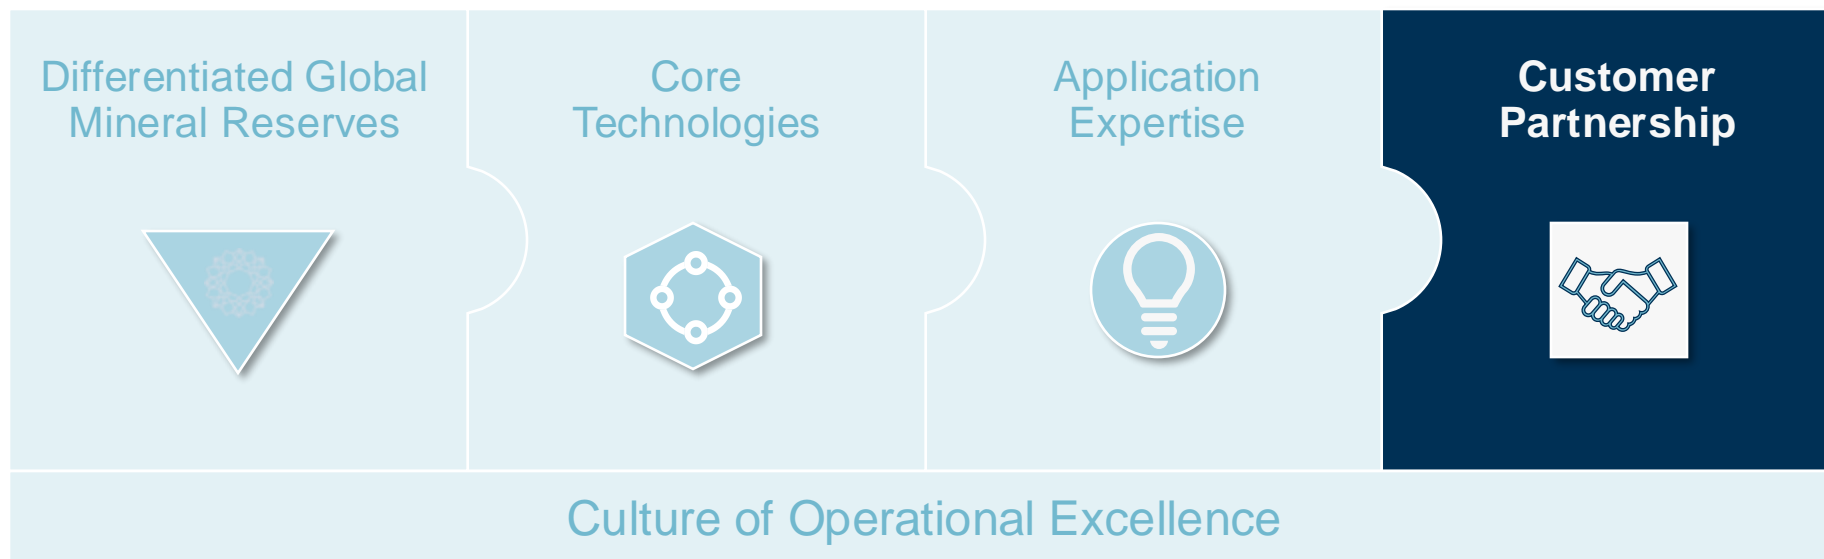 Differentiated Global
Mineral Reserves
Core
Technologies
Application
Expertise
Customer
Partnership
Culture of Operational Excellence